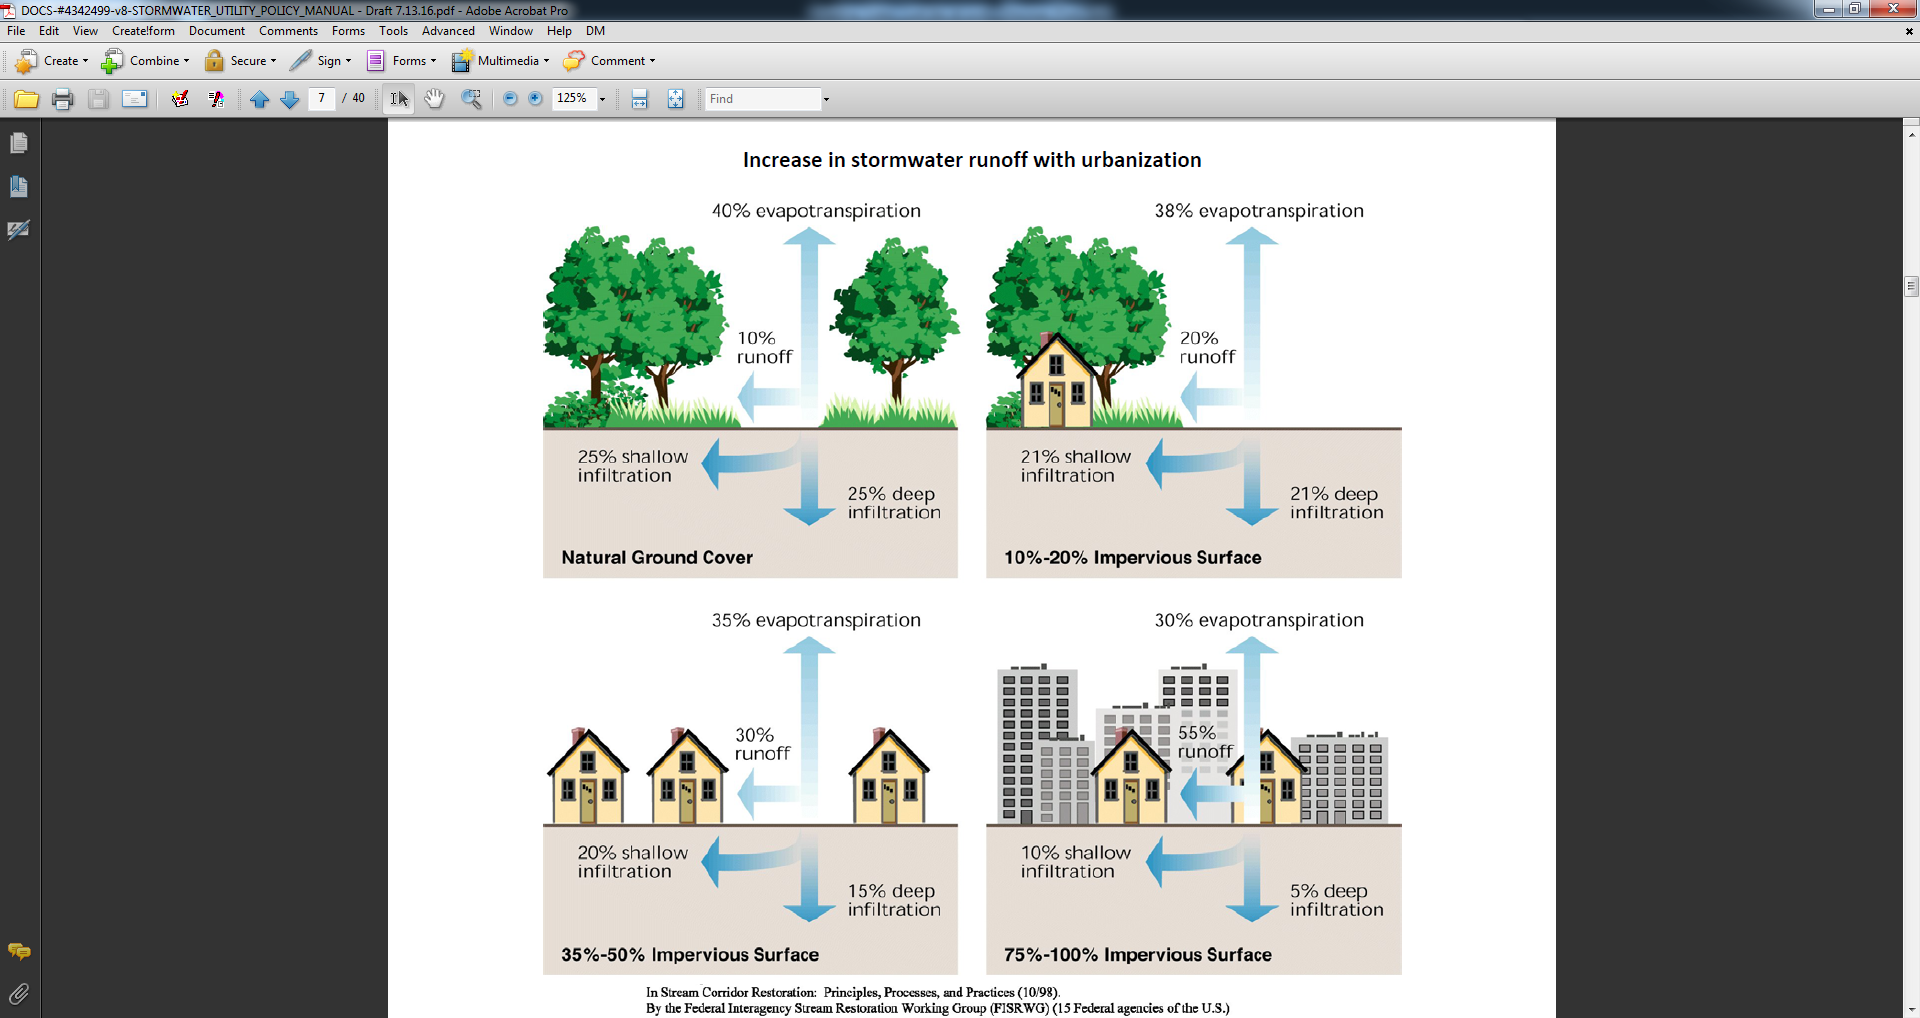 DOCS-#4342499-v8-STORMWATER_UTILITY_POLICY_MANUAL - Draft 7.13.16.pdf - Adobe Acrobat Pro
File Edit View Create!form Document Comments Forms Tools Advanced Window Help DM
Create Combine Secure Sign Forms Multimedia Comment
7 / 40 125% Find
Increase in stormwater runoff with urbanization
40% evapotranspiration
10%
runoff
25% shallow
infiltration
25% deep
infiltration
Natural Ground Cover
38% evapotranspiration
20%
runoff
21% shallow
infiltration
21% deep
infiltration
10%-20% Impervious Surface
35% evapotranspiration
30%
runoff
20% shallow
infiltration
15% deep
infiltration
35%-50% Impervious Surface
30% evapotranspiration
55%
runoff
10% shallow
infiltration
5% deep
infiltration
75%-100% Impervious Surface
In Stream Corridor Restoration: Principles, Processes, and Practices (10/98).
By the Federal Interagency Stream Restoration Working Group (FISRWG) (15 Federal agencies of the U.S.)